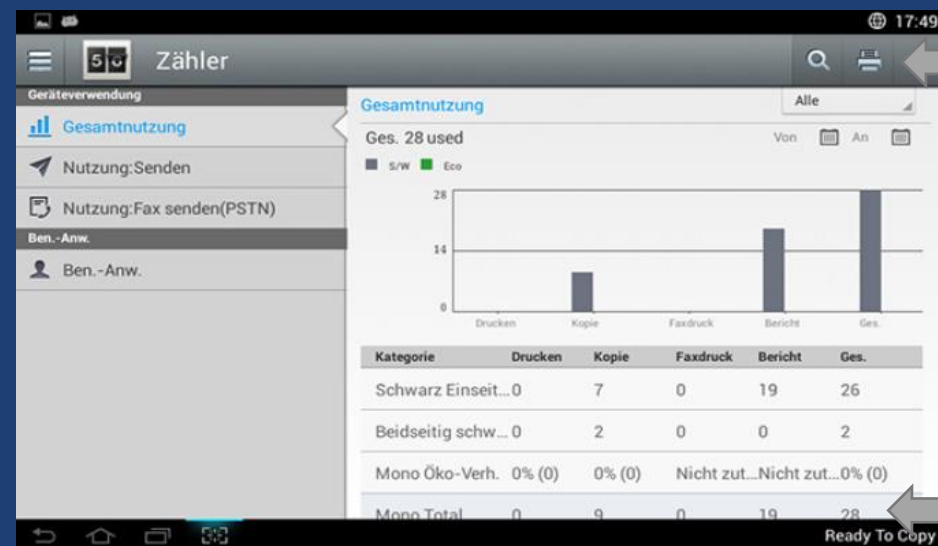 17:49
50 Zähler
Geräteverwendung
Gesamtnutzung
Nutzung:Senden
Nutzung:Fax senden(PSTN)
Ben.-Anw.
Ben.-Anw.
Gesamtnutzung Alle
Ges. 28 used Von An
S/W Eco
28
14
0
Drucken Kopie Faxdruck Bericht Ges.
Kategorie Drucken Kopie Faxdruck Bericht Ges.
Schwarz Einseit... 0 7 0 19 26
Beidseitig schw... 0 2 0 0 2
Mono Öko-Verh. 0% (0) 0% (0) Nicht zut... Nicht zut... 0% (0)
Mono Total 0 9 0 19 28
Ready To Copy